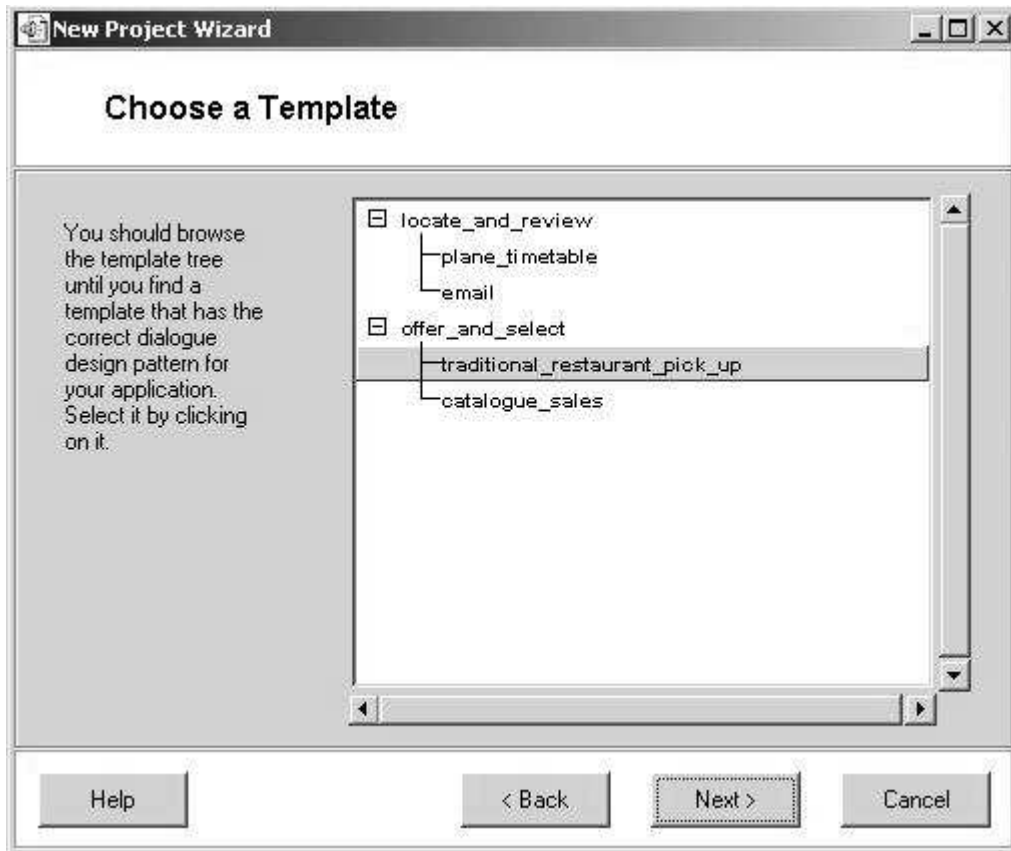 New Project Wizard
Choose a Template
You should browse
the template tree
until you find a
template that has the
correct dialogue
design pattern for
your application.
Select it by clicking
on it.
locate_and_review
plane_timetable
email
offer_and_select
traditional_restaurant_pick_up
catalogue_sales
Help
< Back
Next >
Cancel